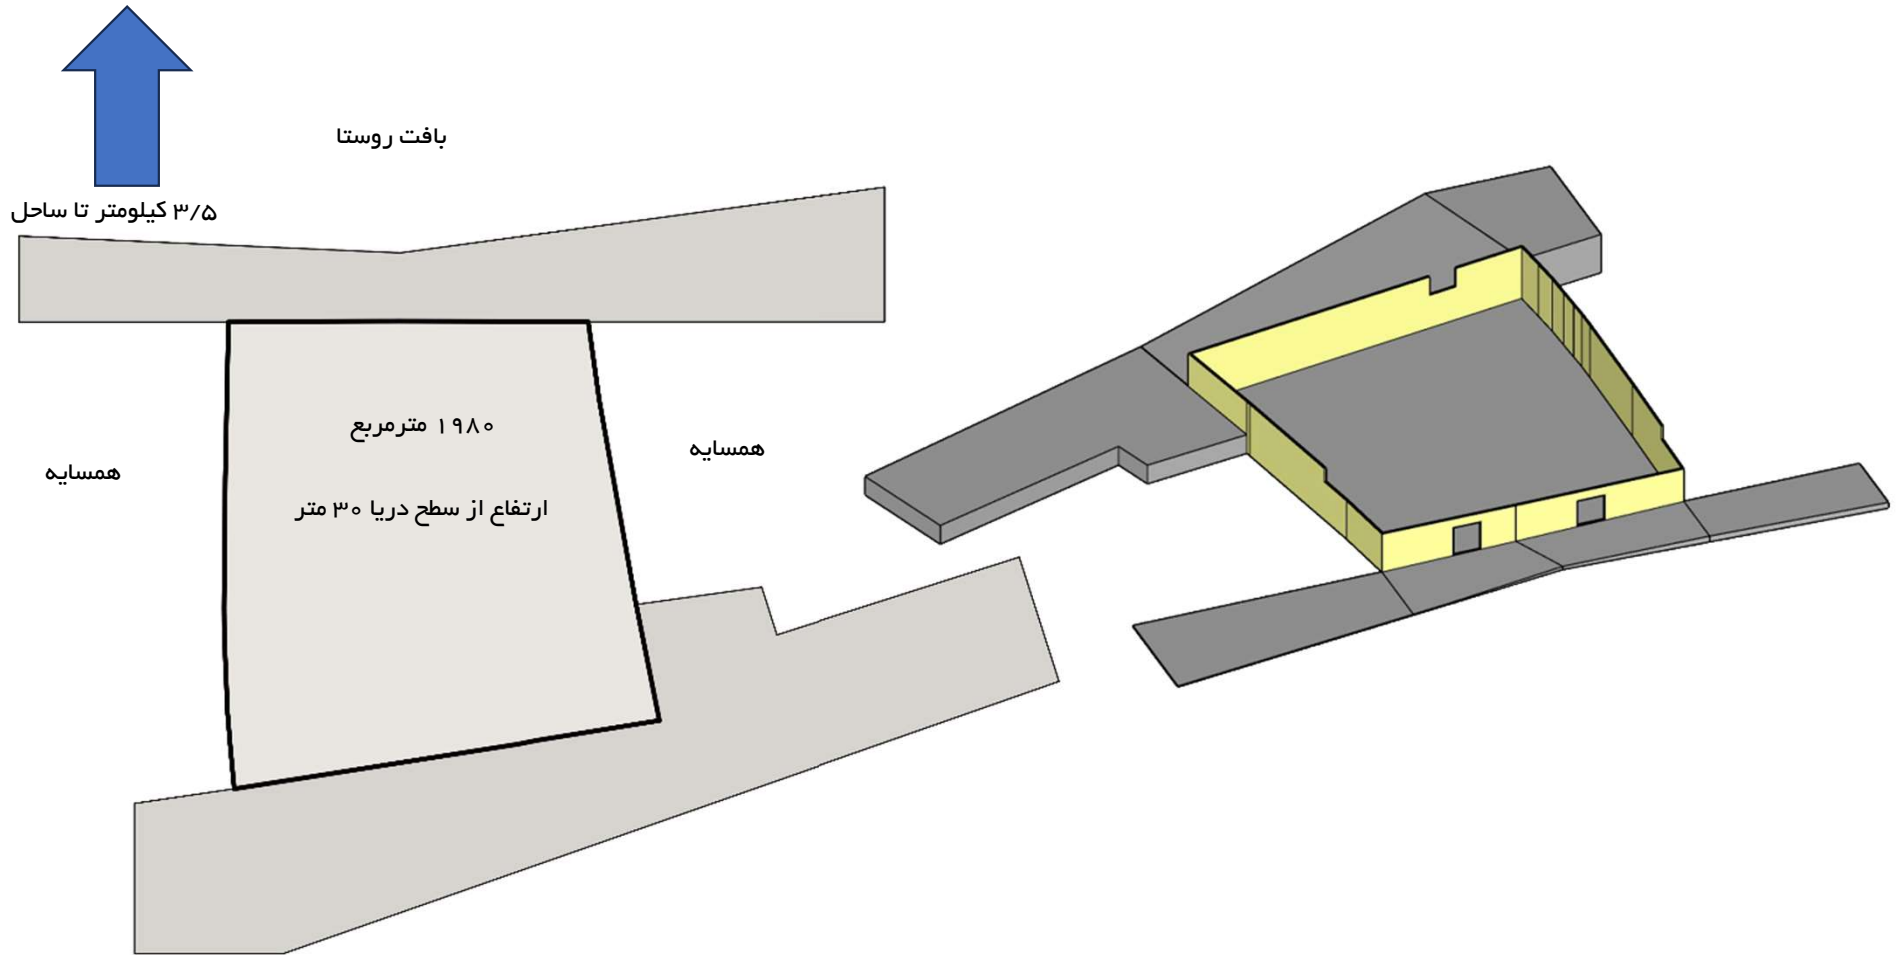 بافت روستا
۳/۵ کیلومتر تا ساحل
۱۹۸۰ مترمربع
همسایه
همسایه
ارتفاع از سطح دریا ۳۰ متر